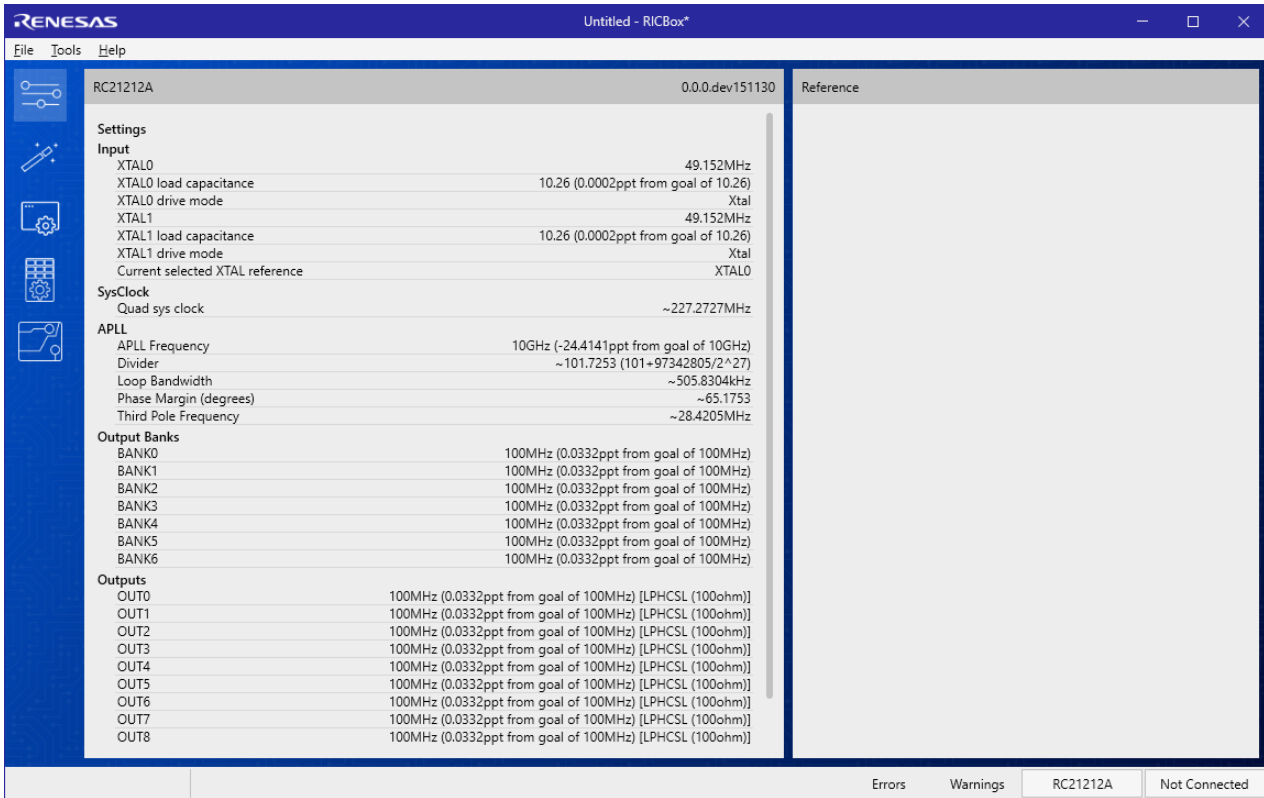 RENESAS
Untitled - RICBox*
File Tools Help
RC21212A 0.0.0.dev151130
Reference
Settings
Input
XTAL0 49.152MHz
XTAL0 load capacitance 10.26 (0.0002ppt from goal of 10.26)
XTAL0 drive mode Xtal
XTAL1 49.152MHz
XTAL1 load capacitance 10.26 (0.0002ppt from goal of 10.26)
XTAL1 drive mode Xtal
Current selected XTAL reference XTAL0
SysClock
Quad sys clock ~227.2727MHz
APLL
APLL Frequency 10GHz (-24.4141ppt from goal of 10GHz)
Divider ~101.7253 (101+97342805/2^27)
Loop Bandwidth ~505.8304kHz
Phase Margin (degrees) ~65.1753
Third Pole Frequency ~28.4205MHz
Output Banks
BANK0 100MHz (0.0332ppt from goal of 100MHz)
BANK1 100MHz (0.0332ppt from goal of 100MHz)
BANK2 100MHz (0.0332ppt from goal of 100MHz)
BANK3 100MHz (0.0332ppt from goal of 100MHz)
BANK4 100MHz (0.0332ppt from goal of 100MHz)
BANK5 100MHz (0.0332ppt from goal of 100MHz)
BANK6 100MHz (0.0332ppt from goal of 100MHz)
Outputs
OUT0 100MHz (0.0332ppt from goal of 100MHz) [LPHCSL (100ohm)]
OUT1 100MHz (0.0332ppt from goal of 100MHz) [LPHCSL (100ohm)]
OUT2 100MHz (0.0332ppt from goal of 100MHz) [LPHCSL (100ohm)]
OUT3 100MHz (0.0332ppt from goal of 100MHz) [LPHCSL (100ohm)]
OUT4 100MHz (0.0332ppt from goal of 100MHz) [LPHCSL (100ohm)]
OUT5 100MHz (0.0332ppt from goal of 100MHz) [LPHCSL (100ohm)]
OUT6 100MHz (0.0332ppt from goal of 100MHz) [LPHCSL (100ohm)]
OUT7 100MHz (0.0332ppt from goal of 100MHz) [LPHCSL (100ohm)]
OUT8 100MHz (0.0332ppt from goal of 100MHz) [LPHCSL (100ohm)]
Errors Warnings RC21212A Not Connected